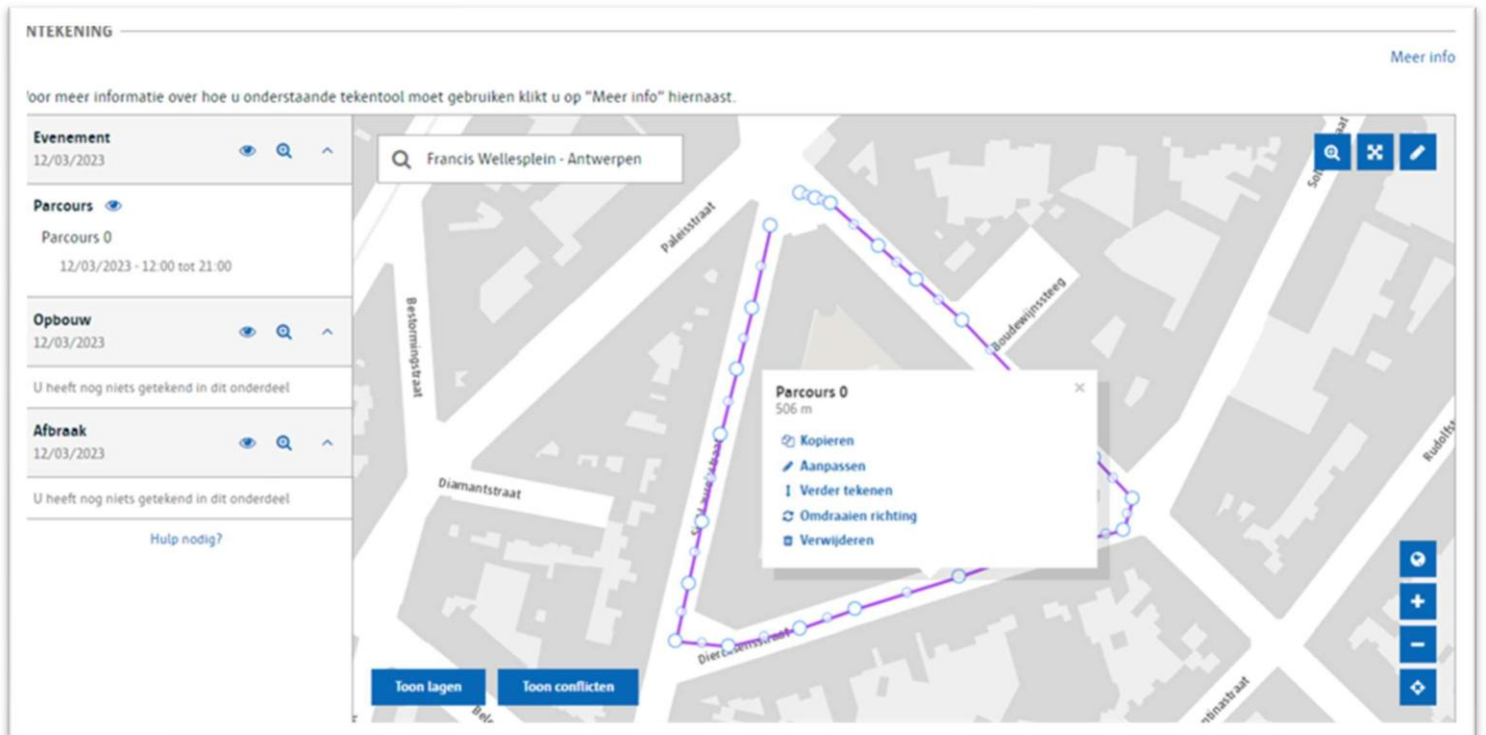 NTEKENING
Meer info
oor meer informatie over hoe u onderstaande tekentool moet gebruiken klikt u op "Meer info" hiernaast.
Evenement
12/03/2023
Parcours
Parcours 0
12/03/2023 - 12:00 tot 21:00
Opbouw
12/03/2023
U heeft nog niets getekend in dit onderdeel
Afbraak
12/03/2023
U heeft nog niets getekend in dit onderdeel
Hulp nodig?
Francis Wellesplein - Antwerpen
Paleisstraat
Bestormingstraat
Boudewijnssteeg
Diamantstraat
Parcours 0
506 m
Kopieren
Aanpassen
Verder tekenen
Omdraaien richting
Verwijderen
Toon lagen
Toon conflicten
Rudolfst
Bele
ntinastraat